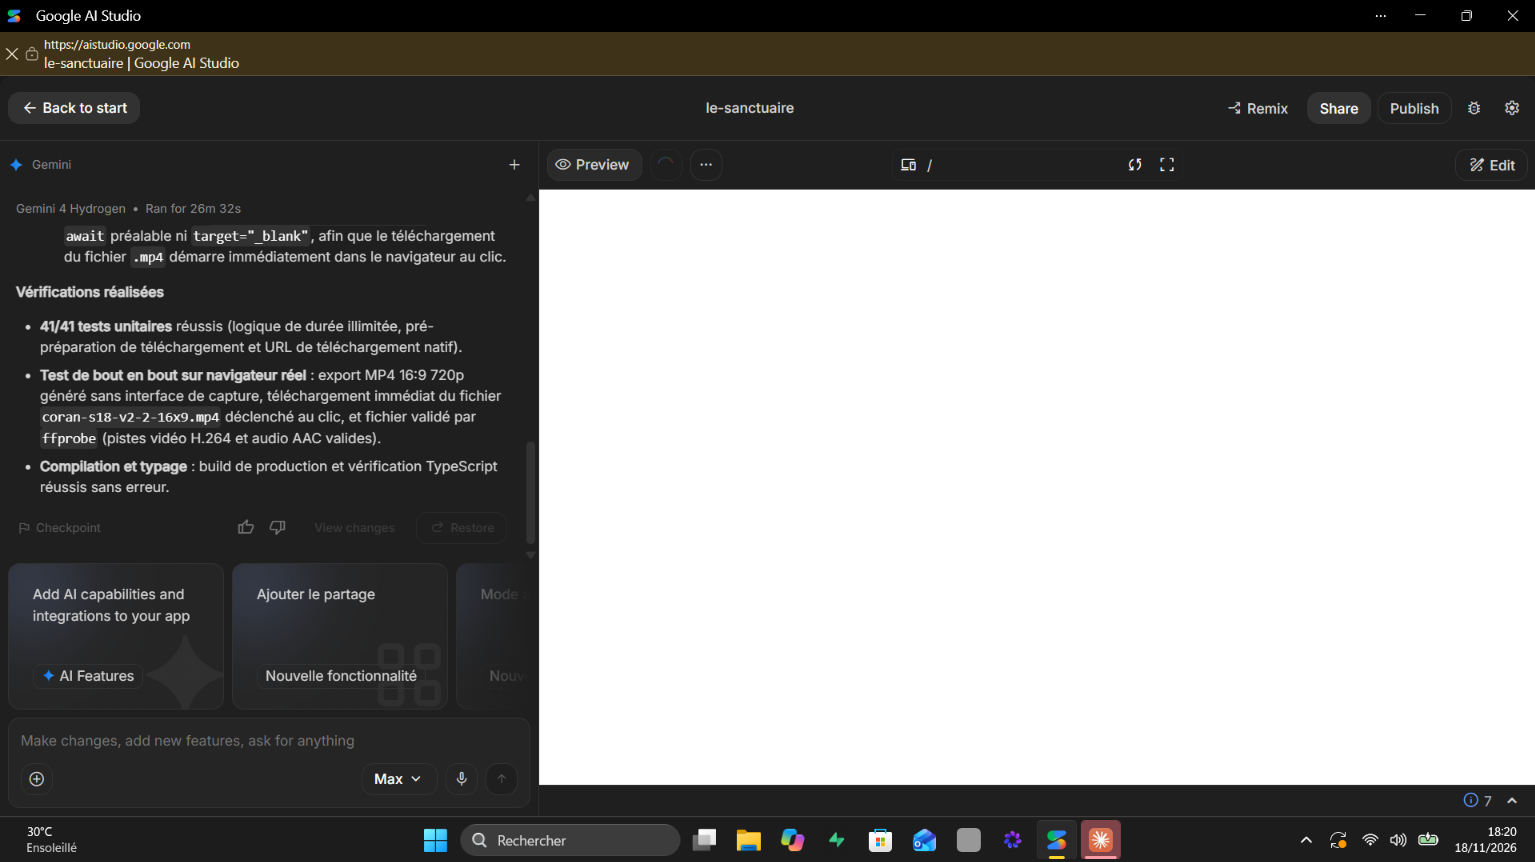 Google AI Studio
https://aistudio.google.com
le-sanctuaire | Google AI Studio
Back to start
le-sanctuaire
Remix
Share
Publish
Gemini
Preview
/
Edit
Gemini 4 Hydrogen • Ran for 26m 32s
await préalable ni target="_blank", afin que le téléchargement
du fichier .mp4 démarre immédiatement dans le navigateur au clic.
Vérifications réalisées
• 41/41 tests unitaires réussis (logique de durée illimitée, pré-
préparation de téléchargement et URL de téléchargement natif).
• Test de bout en bout sur navigateur réel : export MP4 16:9 720p
généré sans interface de capture, téléchargement immédiat du fichier
coran-s18-v2-2-16x9.mp4 déclenché au clic, et fichier validé par
ffprobe (pistes vidéo H.264 et audio AAC valides).
• Compilation et typage : build de production et vérification TypeScript
réussis sans erreur.
Checkpoint
View changes
Restore
Add AI capabilities and
integrations to your app
AI Features
Ajouter le partage
Nouvelle fonctionnalité
Mode
Nouv
Make changes, add new features, ask for anything
Max
7
30°C
Ensoleillé
Rechercher
18:20
18/11/2026